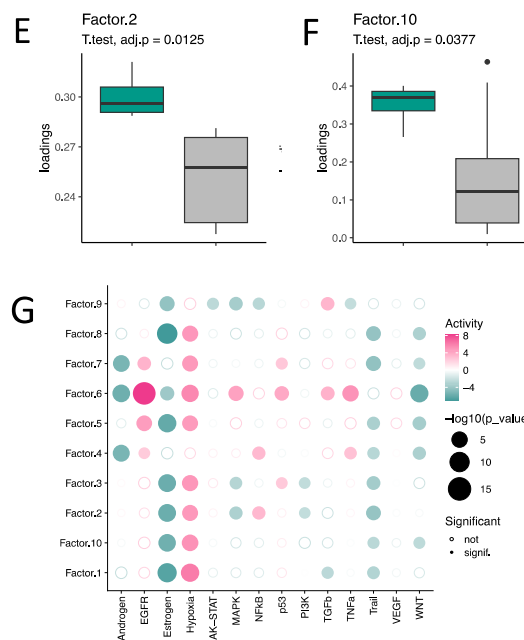 E
Factor.2
T.test, adj.p = 0.0125
loadings
0.30
0.27
0.24
F
Factor.10
T.test, adj.p = 0.0377
loadings
0.4
0.3
0.2
0.1
0.0
G
Factor.9
Factor.8
Factor.7
Factor.6
Factor.5
Factor.4
Factor.3
Factor.2
Factor.10
Factor.1
Androgen
EGFR
Estrogen
Hypoxia
AK-STAT
MAPK
NFkB
p53
PI3K
TGFb
TNFa
Trail
VEGF
WNT
Activity
8
4
0
-4
-log10(p_value)
5
10
15
Significant
not
signif.